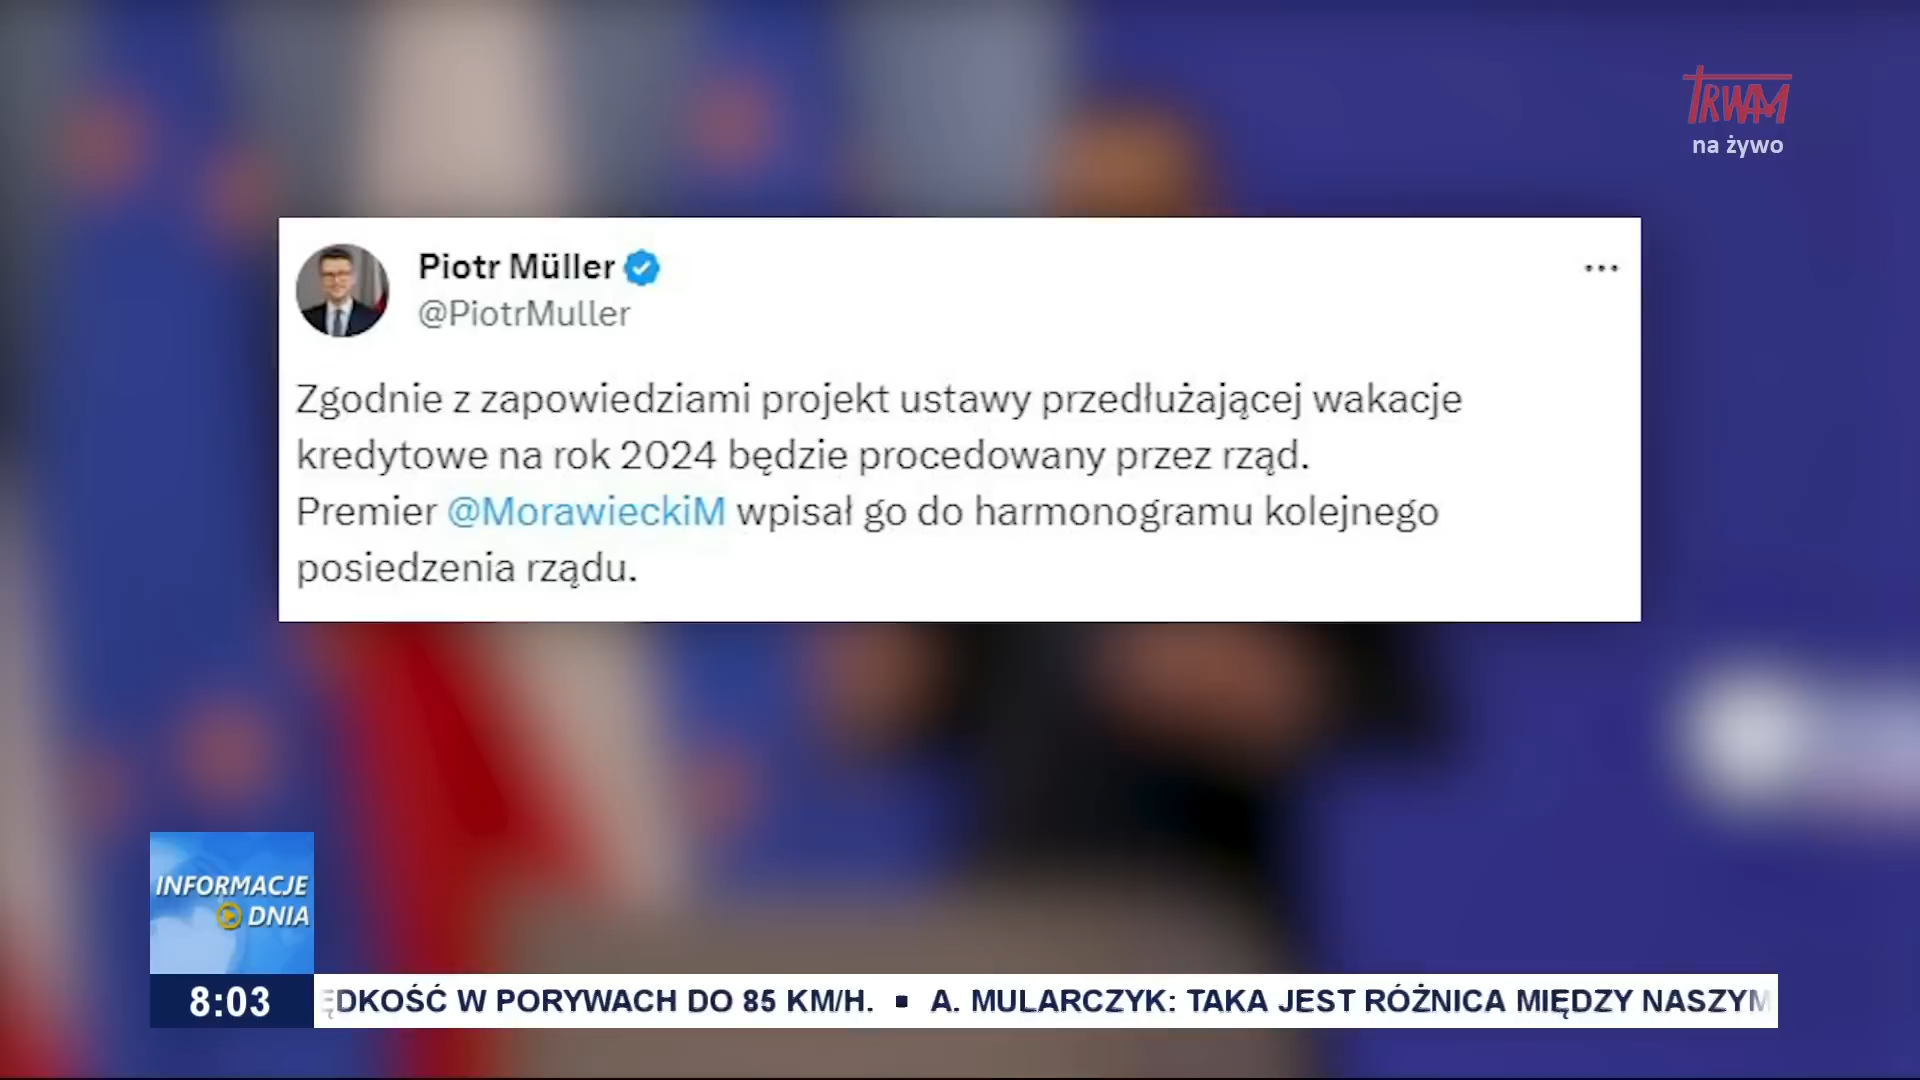 TRWAM
na żywo
Piotr Müller
@PiotrMuller
Zgodnie z zapowiedziami projekt ustawy przedłużającej wakacje
kredytowe na rok 2024 będzie procedowany przez rząd.
Premier @MorawieckiM wpisał go do harmonogramu kolejnego
posiedzenia rządu.
INFORMACJE
DNIA
8:03
ĘDKOŚĆ W PORYWACH DO 85 KM/H. ▪ A. MULARCZYK: TAKA JEST RÓŻNICA MIĘDZY NASZYM